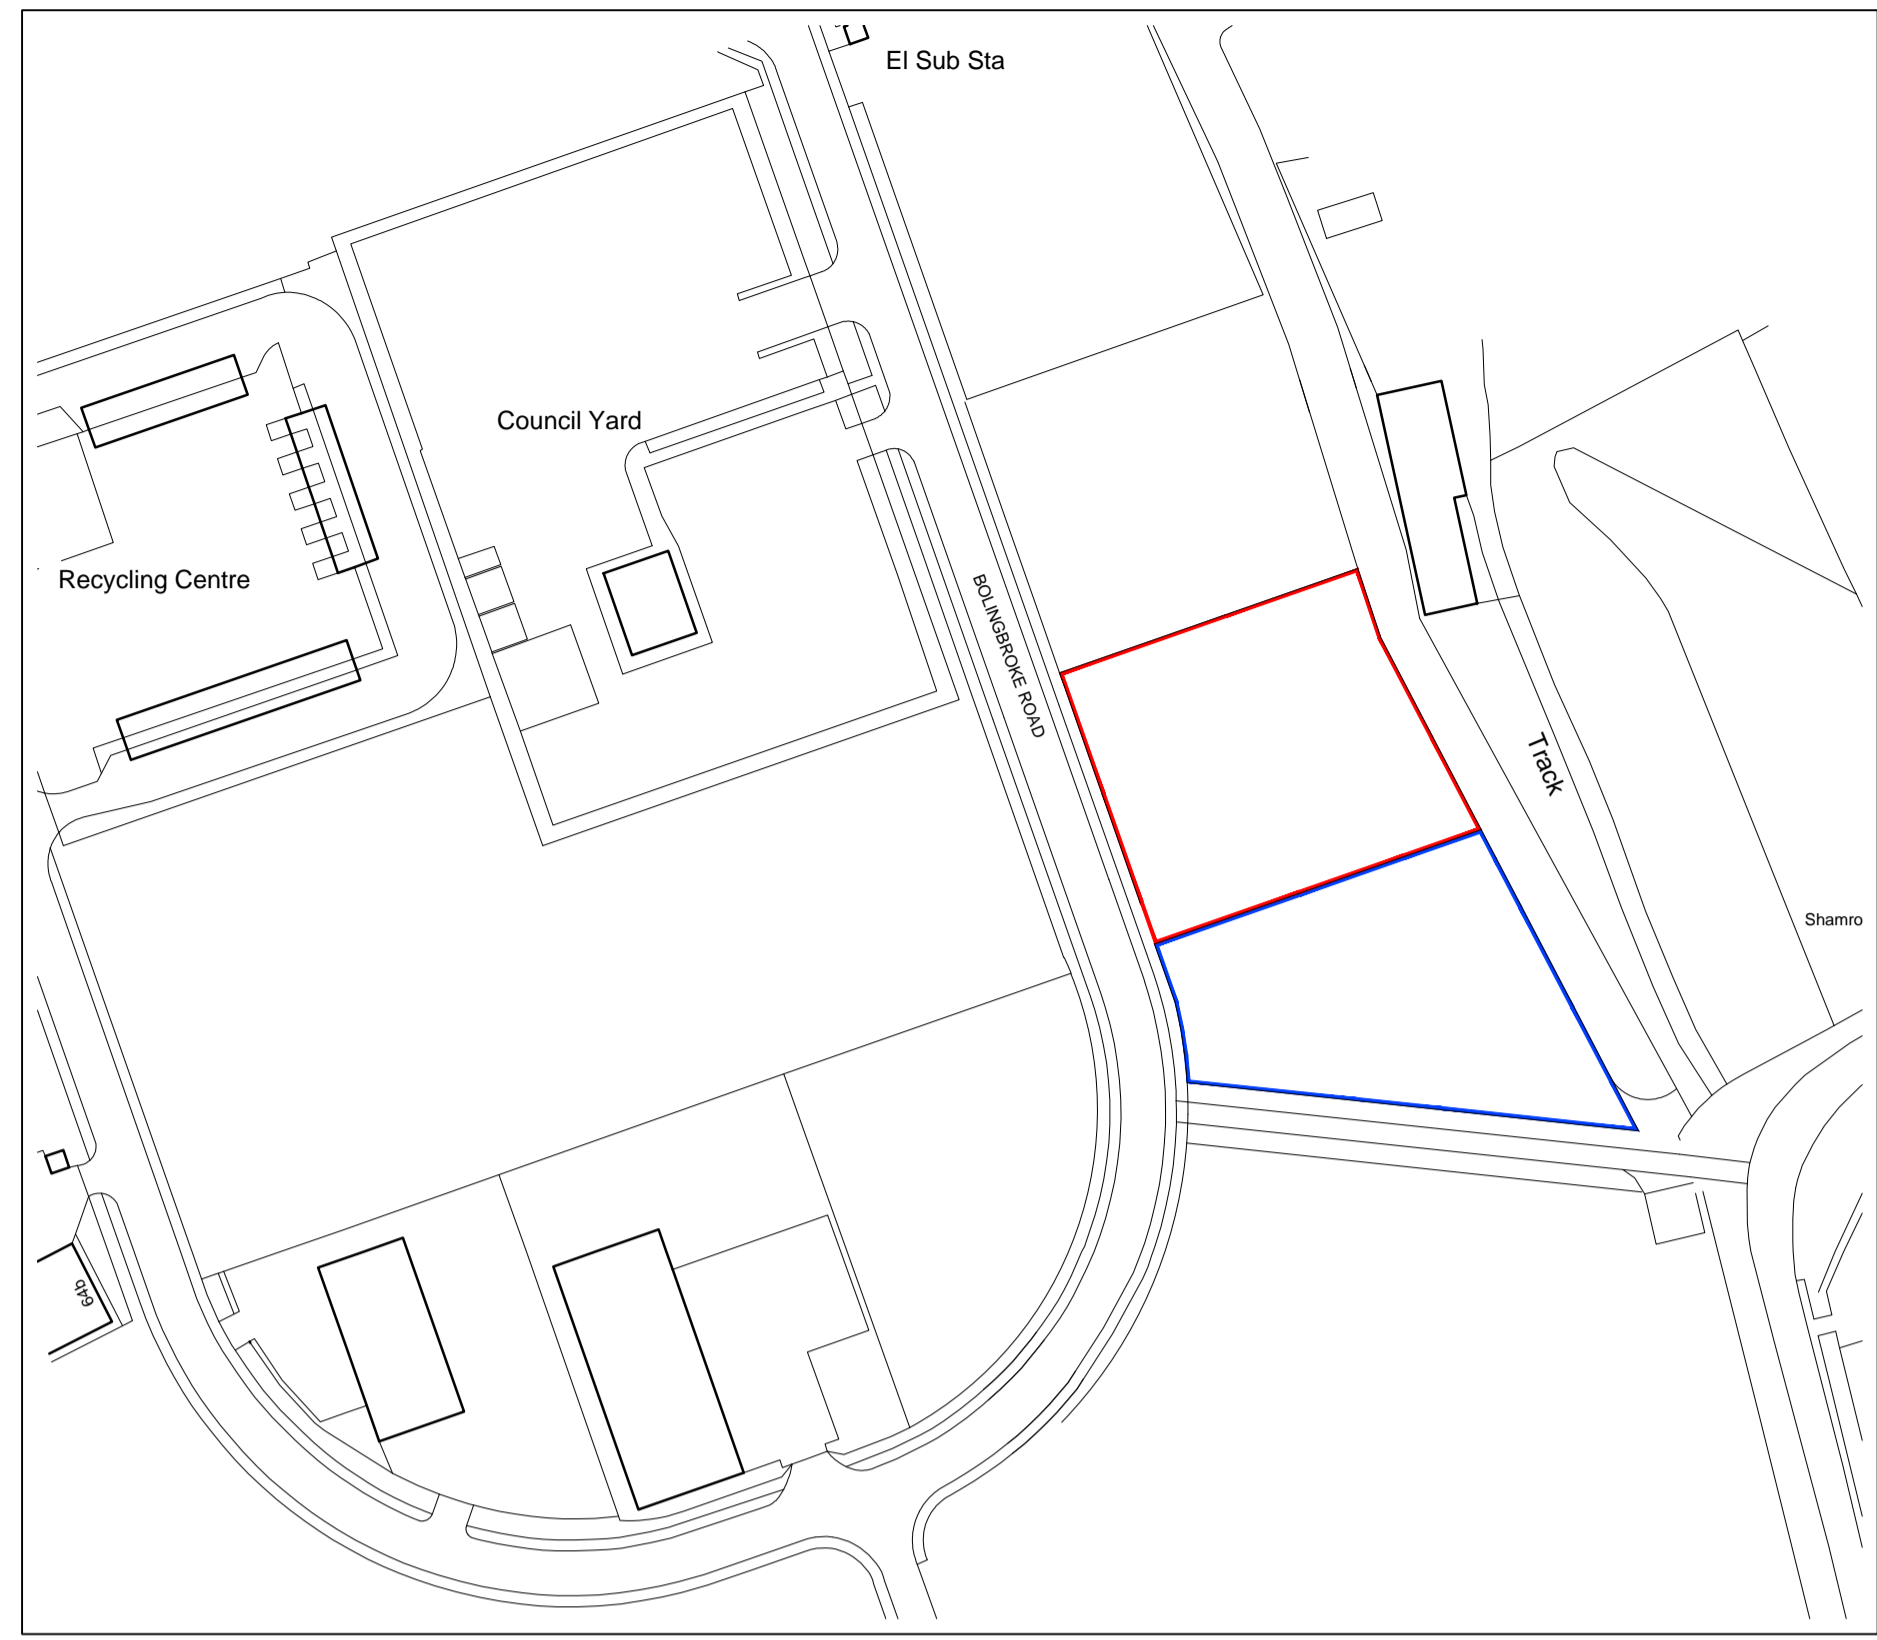 El Sub Sta
Council Yard
Recycling Centre
BOLINGBROKE ROAD
Track
Shamro
64b